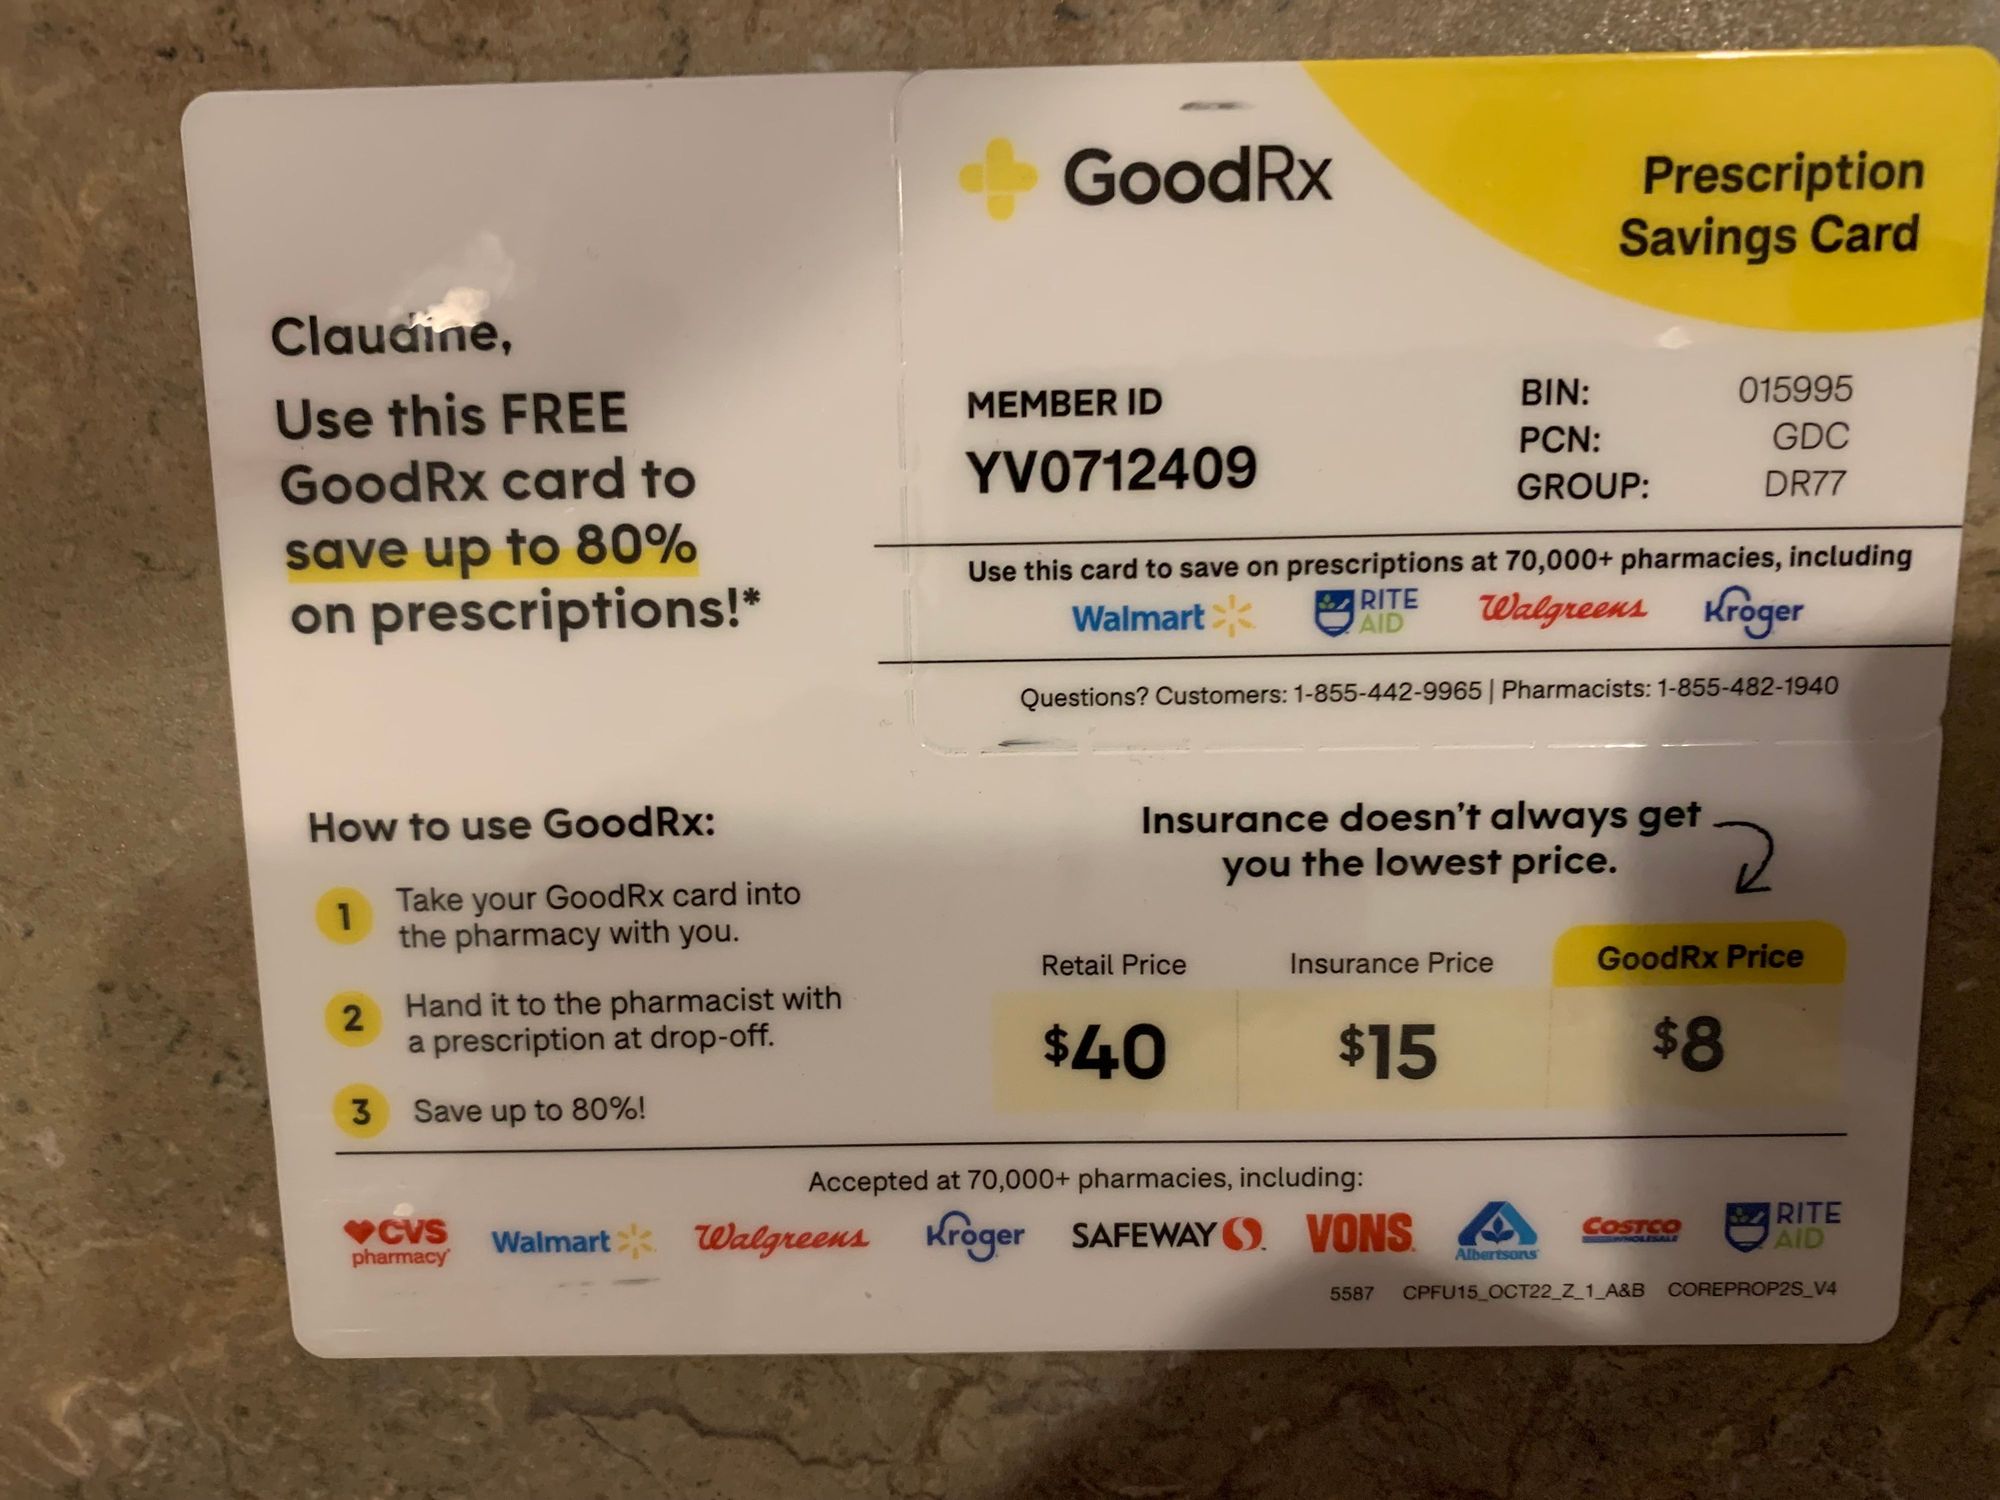 Claudine,
Use this FREE
GoodRx card to
save up to 80%
on prescriptions!*
GoodRx
Prescription
Savings Card
MEMBER ID
YV0712409
BIN: 015995
PCN: GDC
GROUP: DR77
Use this card to save on prescriptions at 70,000+ pharmacies, including
Walmart RITE AID Walgreens Kroger
Questions? Customers: 1-855-442-9965 | Pharmacists: 1-855-482-1940
How to use GoodRx:
1 Take your GoodRx card into
the pharmacy with you.
2 Hand it to the pharmacist with
a prescription at drop-off.
3 Save up to 80%!
Insurance doesn't always get
you the lowest price.
Retail Price Insurance Price GoodRx Price
$40 $15 $8
Accepted at 70,000+ pharmacies, including:
CVS pharmacy Walmart Walgreens Kroger SAFEWAY VONS. Albertsons COSTCO WHOLESALE RITE AID
5587 CPFU15_OCT22_Z_1_A&B COREPROP2S_V4